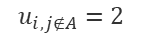 u_{i,j∉A} = 2